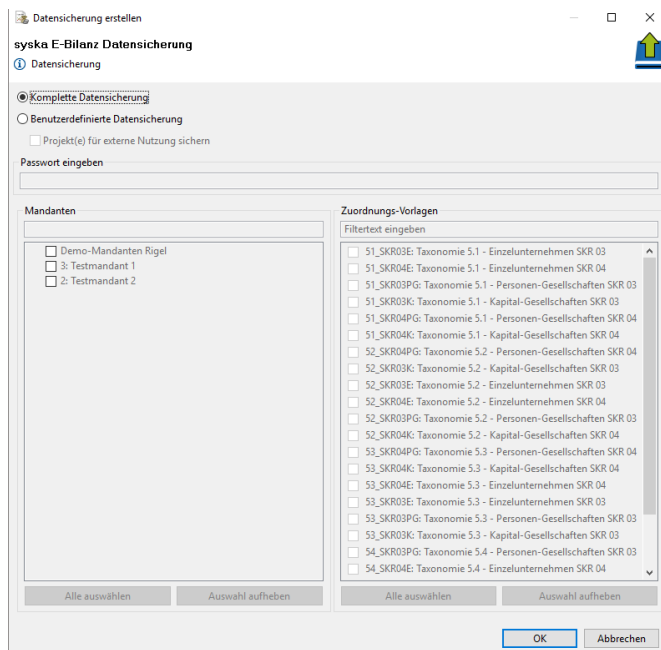 Datensicherung erstellen
syska E-Bilanz Datensicherung
Datensicherung
Komplette Datensicherung
Benutzerdefinierte Datensicherung
Projekt(e) für externe Nutzung sichern
Passwort eingeben
Mandanten
Demo-Mandanten Rigel
3: Testmandant 1
2: Testmandant 2
Alle auswählen
Auswahl aufheben
Zuordnungs-Vorlagen
Filtertext eingeben
51_SKR03E: Taxonomie 5.1 - Einzelunternehmen SKR 03
51_SKR04E: Taxonomie 5.1 - Einzelunternehmen SKR 04
51_SKR03PG: Taxonomie 5.1 - Personen-Gesellschaften SKR 03
51_SKR03K: Taxonomie 5.1 - Kapital-Gesellschaften SKR 03
51_SKR04PG: Taxonomie 5.1 - Personen-Gesellschaften SKR 04
51_SKR04K: Taxonomie 5.1 - Kapital-Gesellschaften SKR 04
52_SKR04PG: Taxonomie 5.2 - Personen-Gesellschaften SKR 04
52_SKR03K: Taxonomie 5.2 - Kapital-Gesellschaften SKR 03
52_SKR03E: Taxonomie 5.2 - Einzelunternehmen SKR 03
52_SKR04E: Taxonomie 5.2 - Einzelunternehmen SKR 04
52_SKR03PG: Taxonomie 5.2 - Personen-Gesellschaften SKR 03
52_SKR04K: Taxonomie 5.2 - Kapital-Gesellschaften SKR 04
53_SKR04PG: Taxonomie 5.3 - Personen-Gesellschaften SKR 04
53_SKR04K: Taxonomie 5.3 - Kapital-Gesellschaften SKR 04
53_SKR04E: Taxonomie 5.3 - Einzelunternehmen SKR 04
53_SKR03E: Taxonomie 5.3 - Einzelunternehmen SKR 03
53_SKR03PG: Taxonomie 5.3 - Personen-Gesellschaften SKR 03
53_SKR03K: Taxonomie 5.3 - Kapital-Gesellschaften SKR 03
54_SKR03PG: Taxonomie 5.4 - Personen-Gesellschaften SKR 03
54_SKR04E: Taxonomie 5.4 - Einzelunternehmen SKR 04
Alle auswählen
Auswahl aufheben
OK
Abbrechen